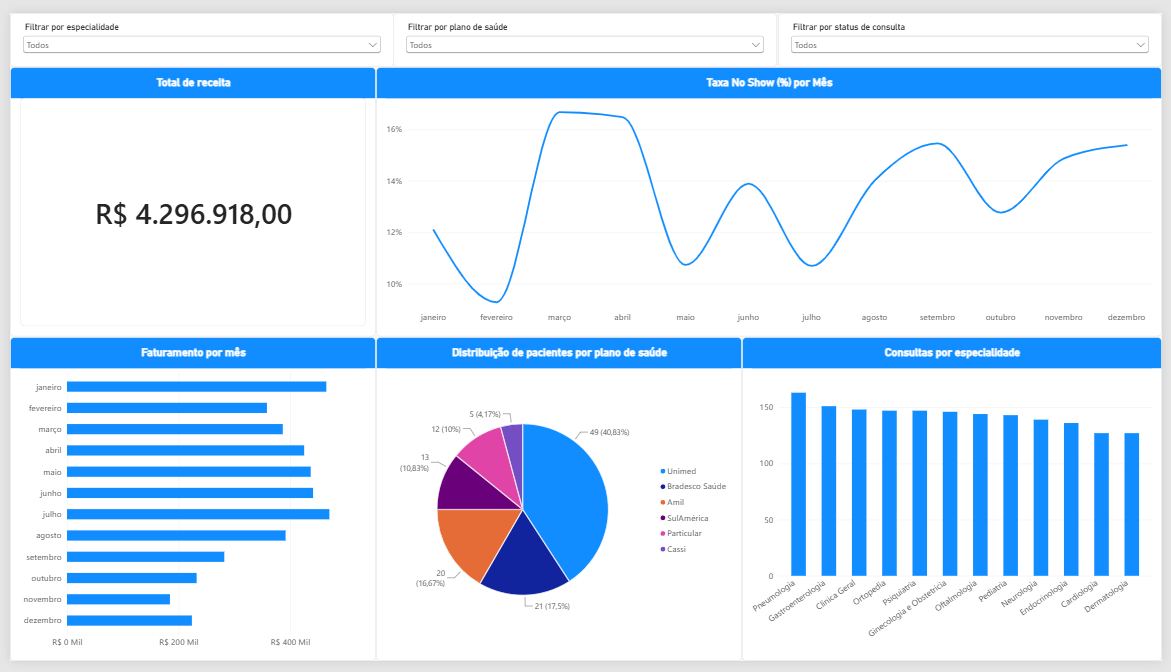 Filtrar por especialidade
Todos
Filtrar por plano de saúde
Todos
Filtrar por status de consulta
Todos
Total de receita
R$ 4.296.918,00
Taxa No Show (%) por Mês
16%
14%
12%
10%
janeiro fevereiro março abril maio junho julho agosto setembro outubro novembro dezembro
Faturamento por mês
janeiro
fevereiro
março
abril
maio
junho
julho
agosto
setembro
outubro
novembro
dezembro
R$ 0 Mil R$ 200 Mil R$ 400 Mil
Distribuição de pacientes por plano de saúde
5 (4,17%)
12 (10%)
13
(10,83%)
20
(16,67%)
21 (17,5%)
49 (40,83%)
Unimed
Bradesco Saúde
Amil
SulAmérica
Particular
Cassi
Consultas por especialidade
150
100
50
0
Pneumologia
Gastroenterologia
Clínica Geral
Ortopedia
Psiquiatria
Ginecologia e Obstetrícia
Oftalmologia
Pediatria
Neurologia
Endocrinologia
Cardiologia
Dermatologia